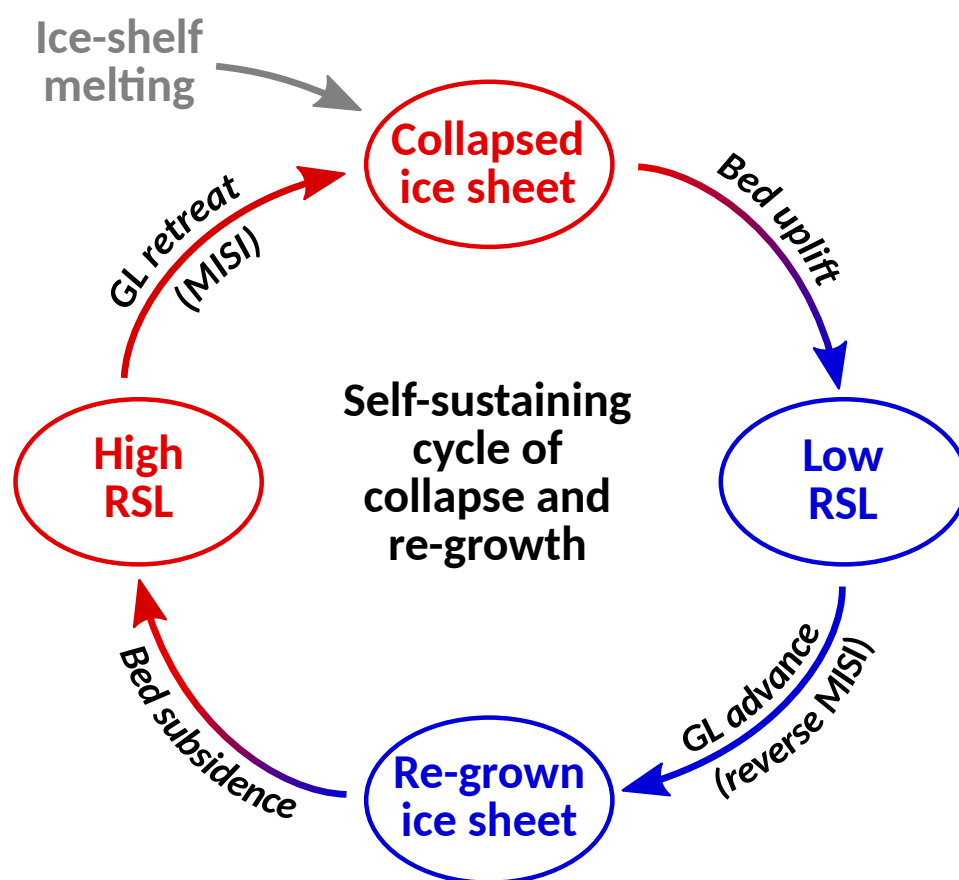 Ice-shelf
melting
Collapsed
ice sheet
Bed uplift
GL retreat
(MISI)
High
RSL
Self-sustaining
cycle of
collapse and
re-growth
Low
RSL
GL advance
(reverse MISI)
Bed subsidence
Re-grown
ice sheet